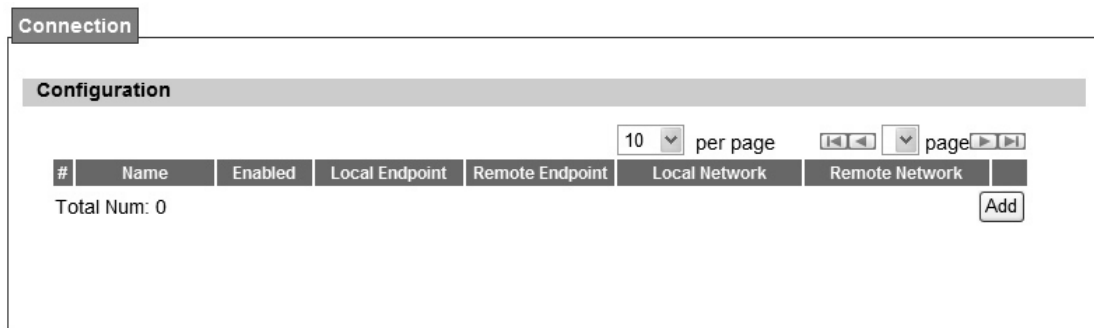 Connection
Configuration
10 per page page
# Name Enabled Local Endpoint Remote Endpoint Local Network Remote Network
Total Num: 0 Add